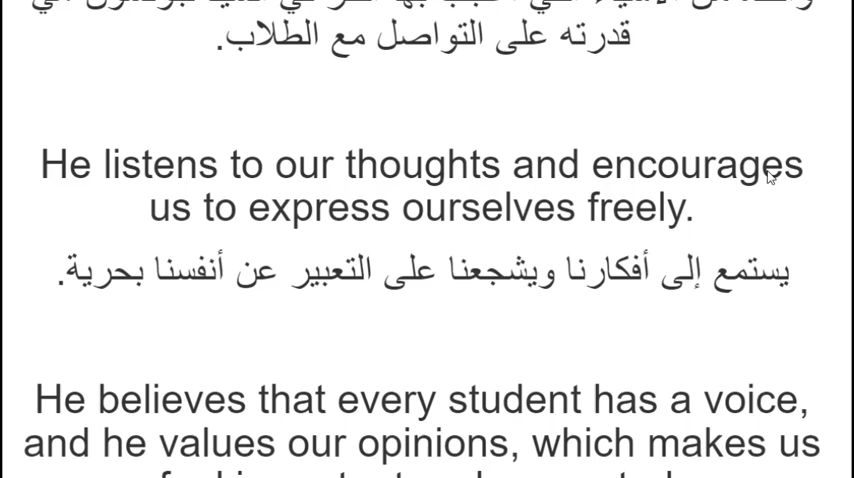 قدرته على التواصل مع الطلاب.
He listens to our thoughts and encourages
us to express ourselves freely.
يستمع إلى أفكارنا ويشجعنا على التعبير عن أنفسنا بحرية.
He believes that every student has a voice,
and he values our opinions, which makes us